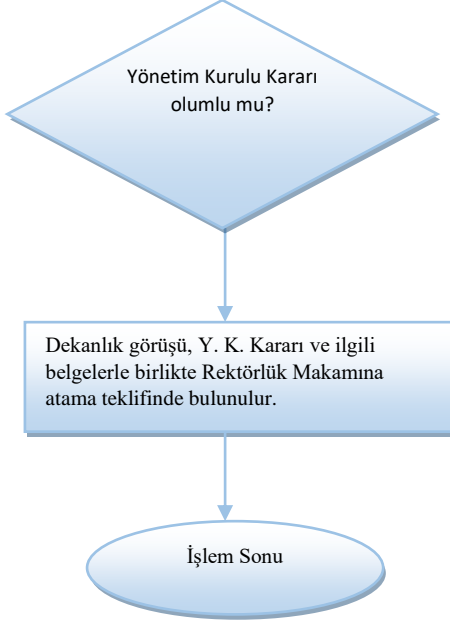 Yönetim Kurulu Kararı
olumlu mu?
Dekanlık görüşü, Y. K. Kararı ve ilgili
belgelerle birlikte Rektörlük Makamına
atama teklifinde bulunulur.
İşlem Sonu